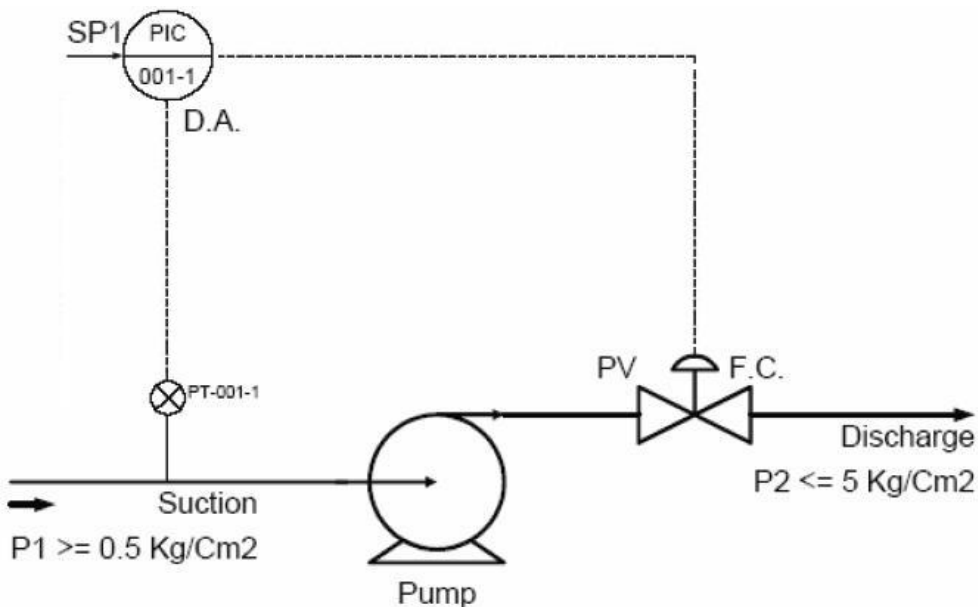 SP1
PIC
001-1
D.A.
PT-001-1
PV
F.C.
Discharge
P2 <= 5 Kg/Cm2
Suction
P1 >= 0.5 Kg/Cm2
Pump